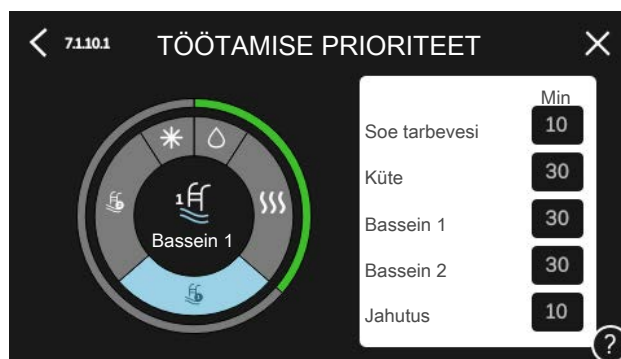 7.1.10.1 TÖÖTAMISE PRIORITEET
1
Bassein 1
Min
Soe tarbevesi 10
Küte 30
Bassein 1 30
Bassein 2 30
Jahutus 10
?